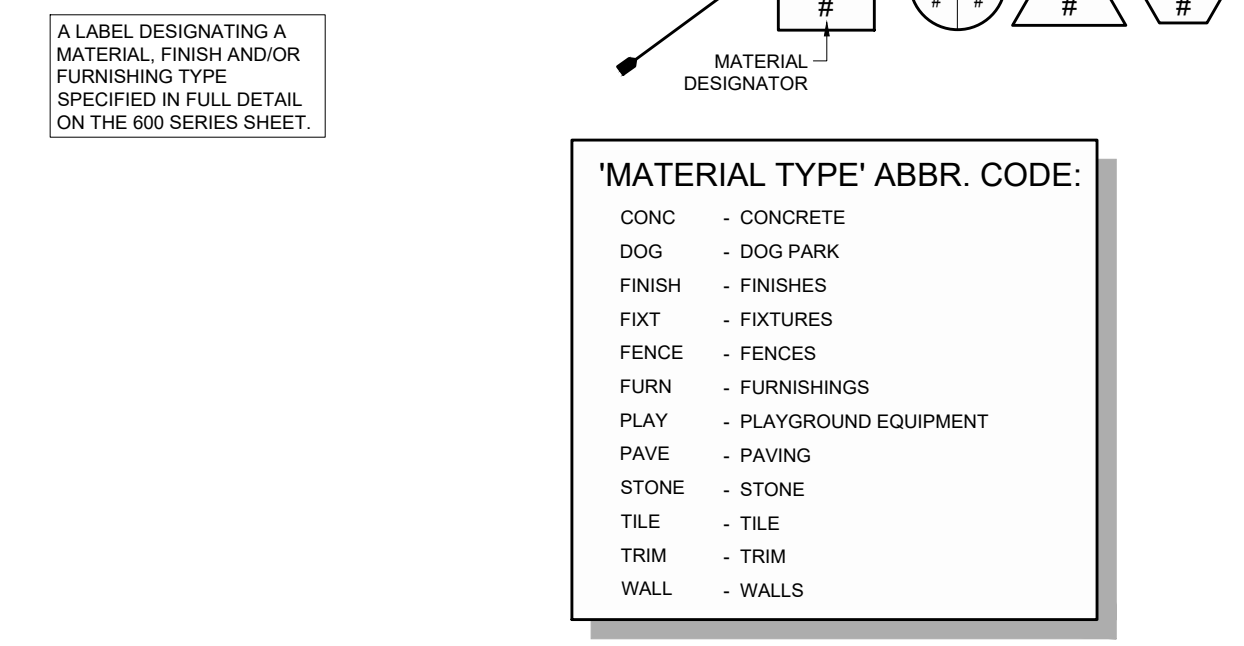 # # # # #
A LABEL DESIGNATING A
MATERIAL, FINISH AND/OR
FURNISHING TYPE
SPECIFIED IN FULL DETAIL
ON THE 600 SERIES SHEET.
MATERIAL
DESIGNATOR
'MATERIAL TYPE' ABBR. CODE:
CONC - CONCRETE
DOG - DOG PARK
FINISH - FINISHES
FIXT - FIXTURES
FENCE - FENCES
FURN - FURNISHINGS
PLAY - PLAYGROUND EQUIPMENT
PAVE - PAVING
STONE - STONE
TILE - TILE
TRIM - TRIM
WALL - WALLS